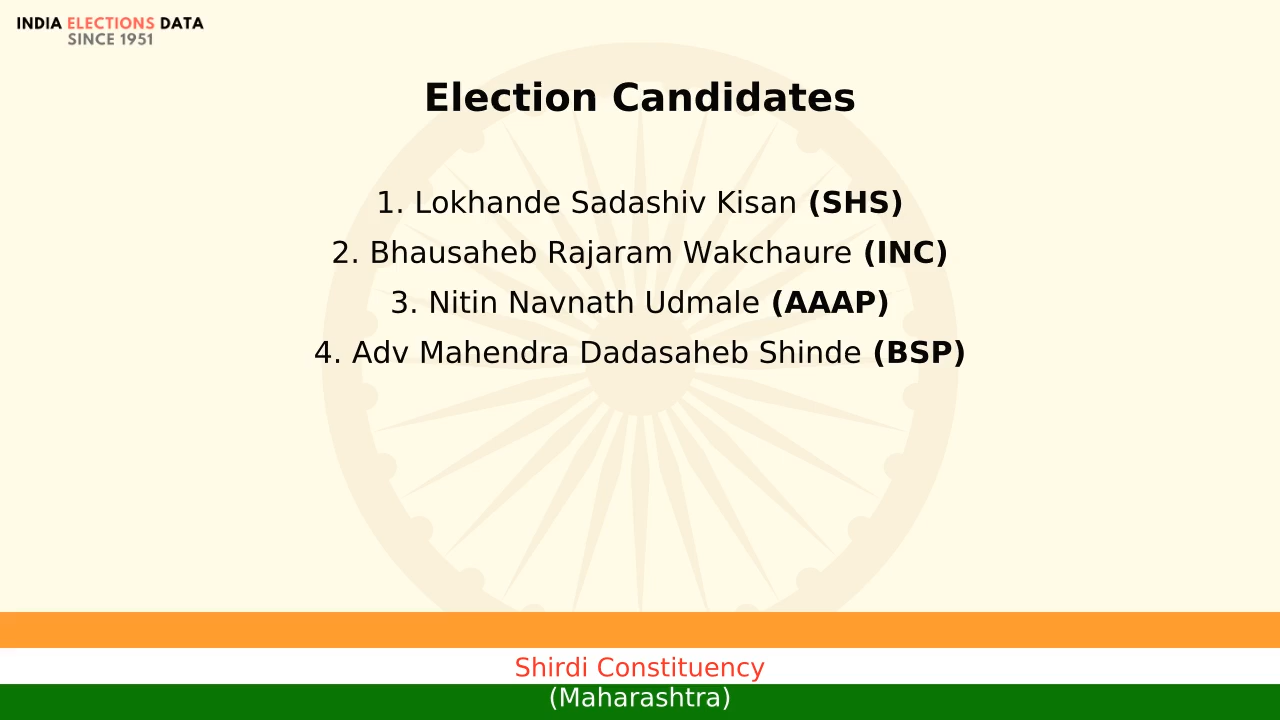 INDIA ELECTIONS DATA
SINCE 1951
Election Candidates
1. Lokhande Sadashiv Kisan (SHS)
2. Bhausaheb Rajaram Wakchaure (INC)
3. Nitin Navnath Udmale (AAAP)
4. Adv Mahendra Dadasaheb Shinde (BSP)
Shirdi Constituency
(Maharashtra)